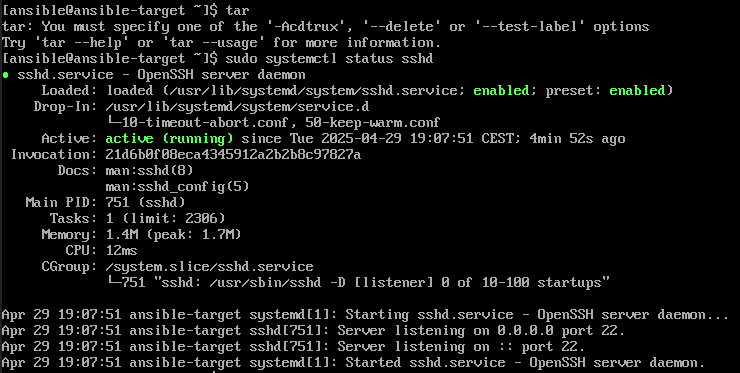 [ansible@ansible-target ~]$ tar
tar: You must specify one of the '-Acdtrux', '--delete' or '--test-label' options
Try 'tar --help' or 'tar --usage' for more information.
[ansible@ansible-target ~]$ sudo systemctl status sshd
● sshd.service - OpenSSH server daemon
     Loaded: loaded (/usr/lib/systemd/system/sshd.service; enabled; preset: enabled)
    Drop-In: /usr/lib/systemd/system/service.d
             └─10-timeout-abort.conf, 50-keep-warm.conf
     Active: active (running) since Tue 2025-04-29 19:07:51 CEST; 4min 52s ago
 Invocation: 21d6b0f08eca4345912a2b2b8c97827a
       Docs: man:sshd(8)
             man:sshd_config(5)
   Main PID: 751 (sshd)
      Tasks: 1 (limit: 2306)
     Memory: 1.4M (peak: 1.7M)
        CPU: 12ms
     CGroup: /system.slice/sshd.service
             └─751 "sshd: /usr/sbin/sshd -D [listener] 0 of 10-100 startups"

Apr 29 19:07:51 ansible-target systemd[1]: Starting sshd.service - OpenSSH server daemon...
Apr 29 19:07:51 ansible-target sshd[751]: Server listening on 0.0.0.0 port 22.
Apr 29 19:07:51 ansible-target sshd[751]: Server listening on :: port 22.
Apr 29 19:07:51 ansible-target systemd[1]: Started sshd.service - OpenSSH server daemon.